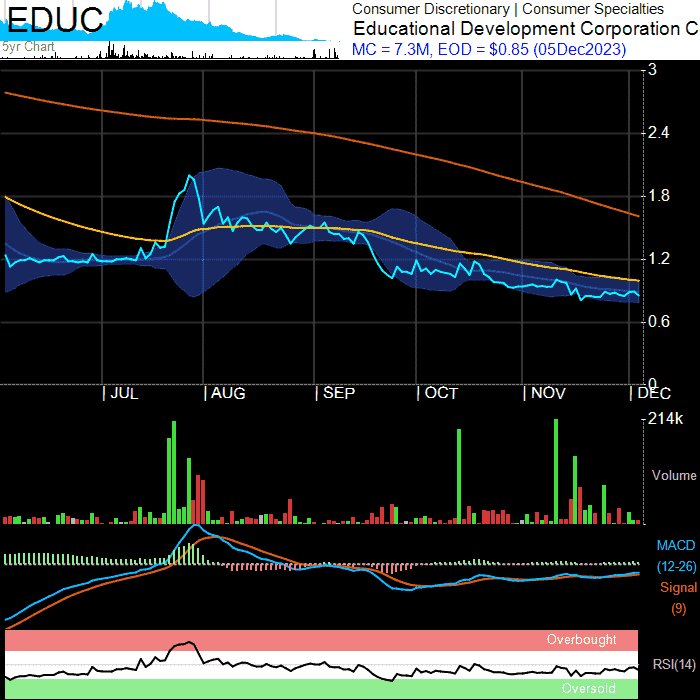 EDUC
5yr Chart
Consumer Discretionary | Consumer Specialties
Educational Development Corporation C
MC = 7.3M, EOD = $0.85 (05Dec2023)
3
2.4
1.8
1.2
0.6
0
JUL
AUG
SEP
OCT
NOV
DEC
214k
Volume
MACD
(12-26)
Signal
(9)
Overbought
RSI(14)
Oversold